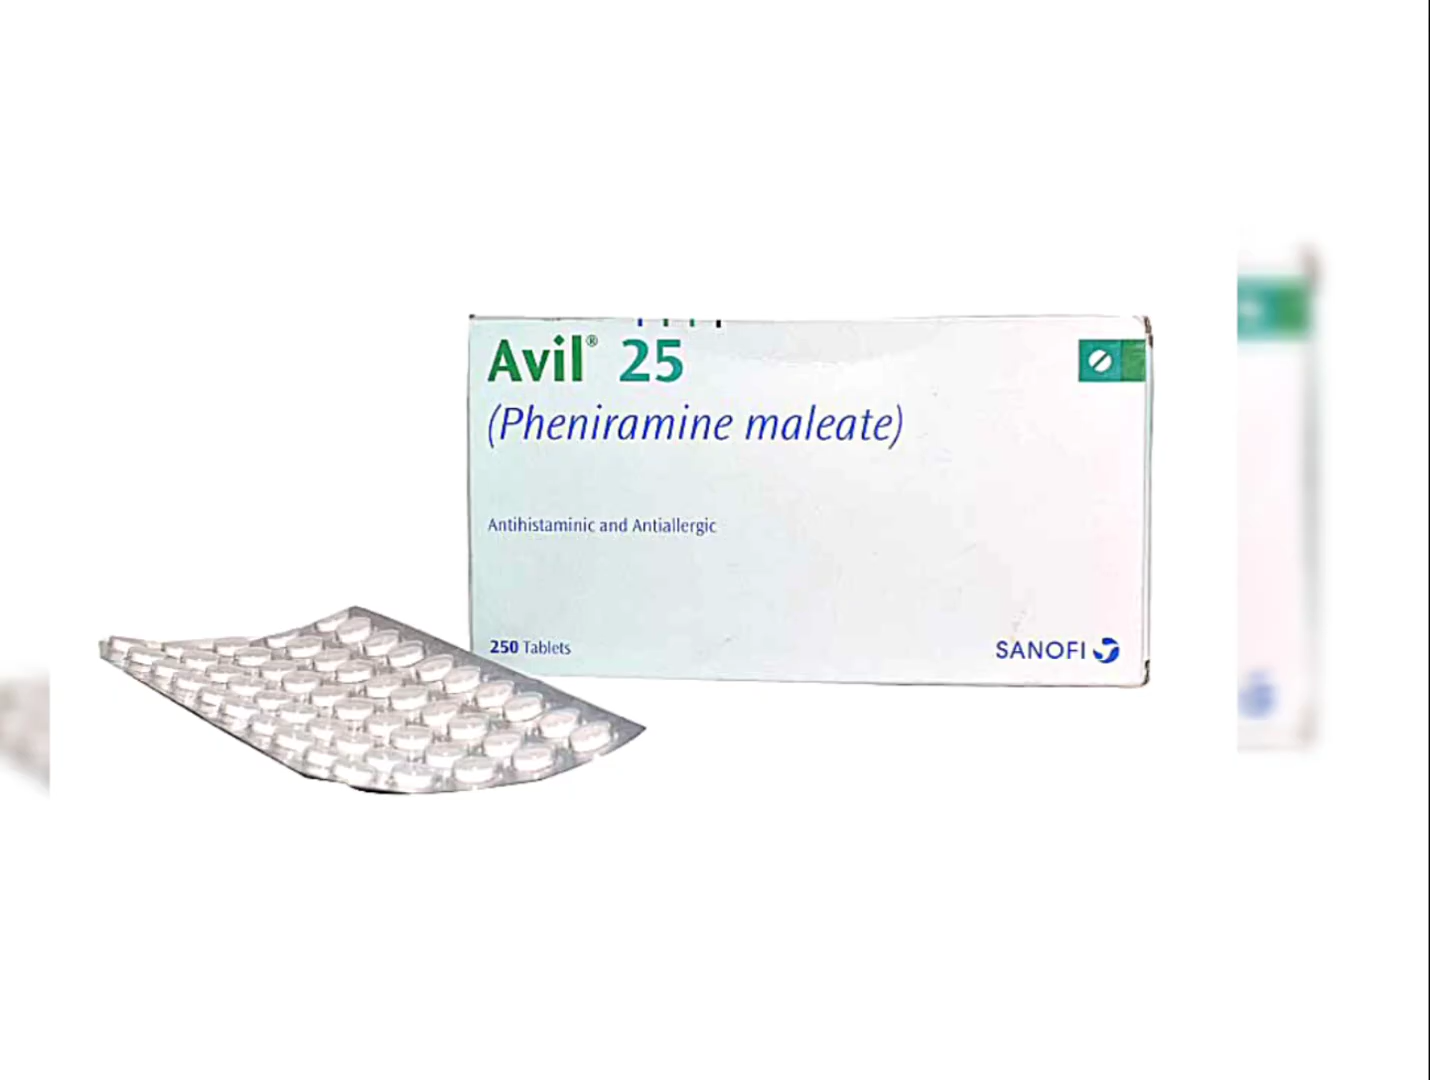 Avil® 25
(Pheniramine maleate)
Antihistaminic and Antiallergic
250 Tablets
SANOFI